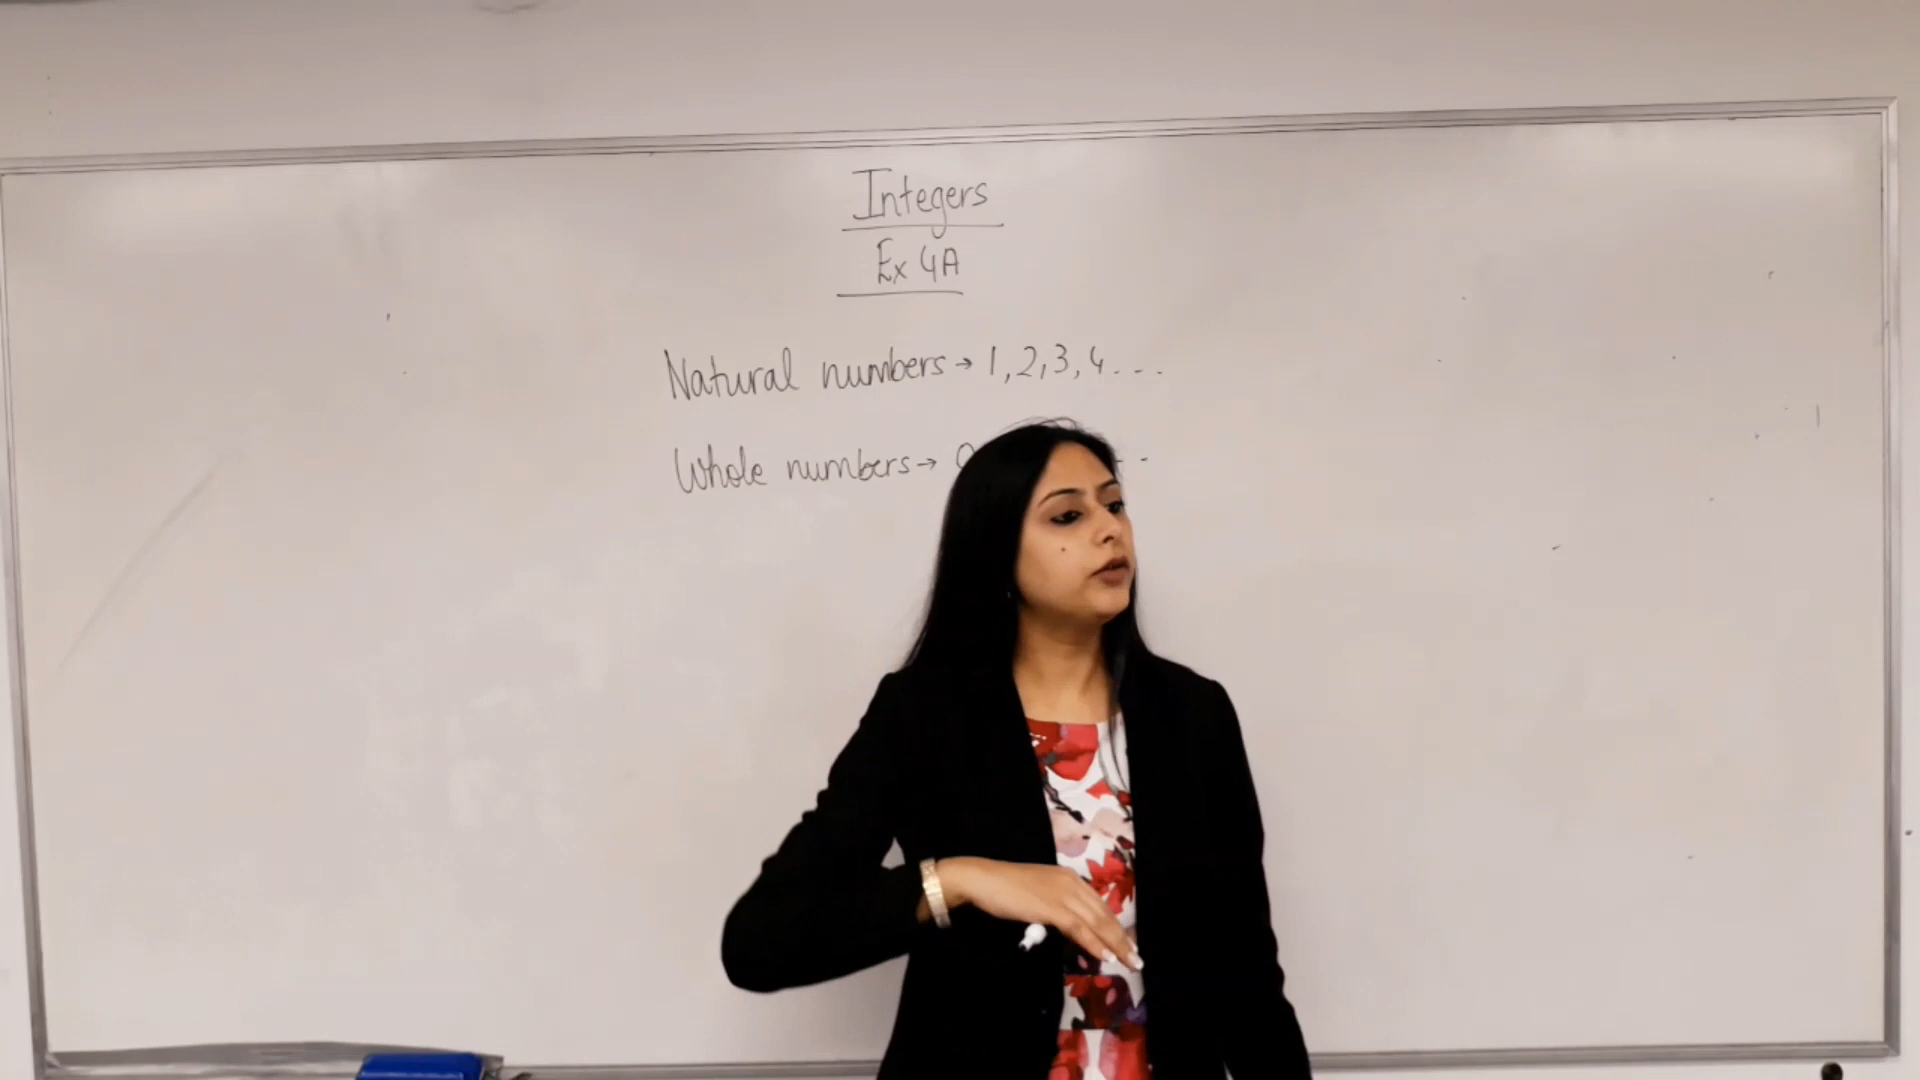 Integers
Ex 4A
Natural numbers → 1, 2, 3, 4 . . . .
Whole numbers →